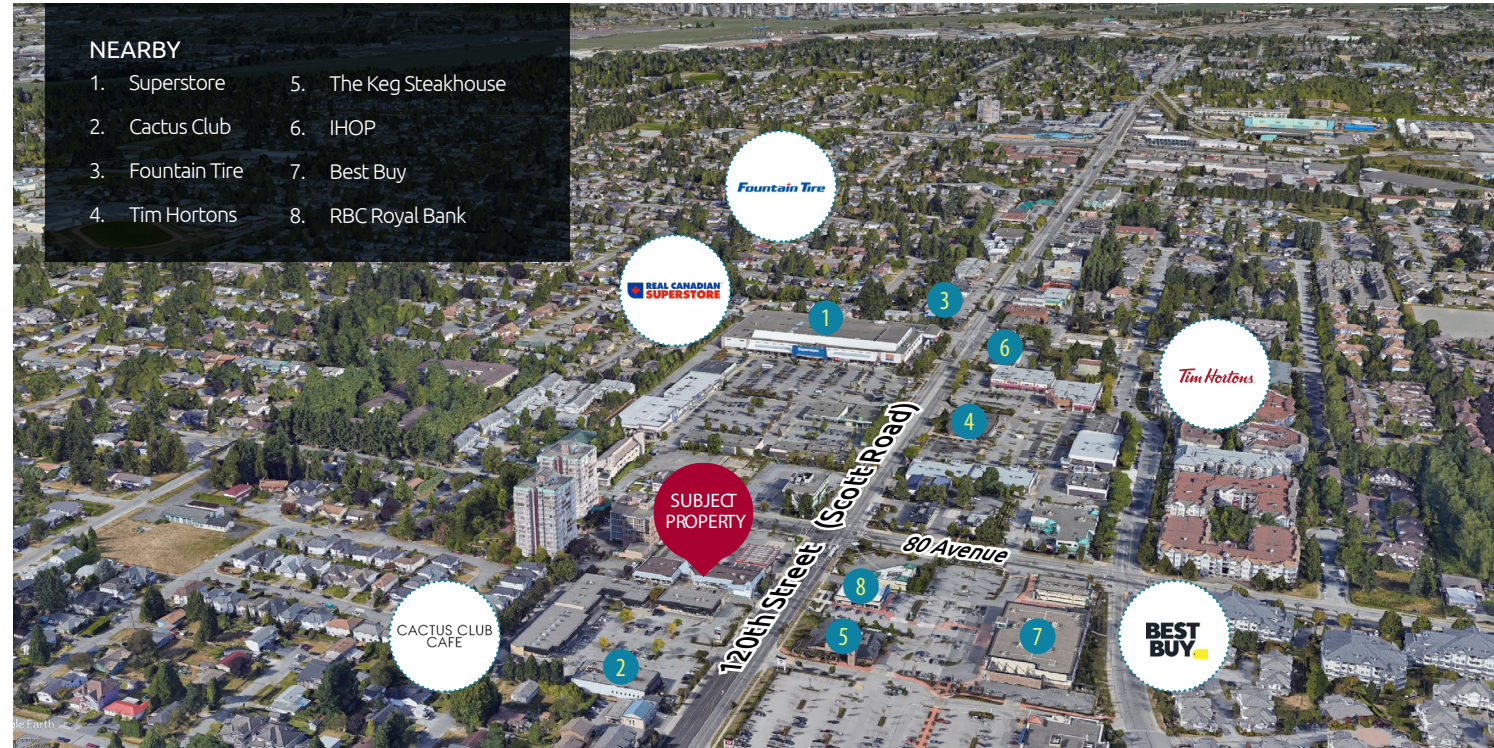 NEARBY
1. Superstore
2. Cactus Club
3. Fountain Tire
4. Tim Hortons
5. The Keg Steakhouse
6. IHOP
7. Best Buy
8. RBC Royal Bank
Fountain Tire
REAL CANADIAN
SUPERSTORE
1
3
6
Tim Hortons
4
120th Street (Scott Road)
SUBJECT
PROPERTY
80 Avenue
8
CACTUS CLUB
CAFE
5
7
BEST
BUY
2
gle Earth